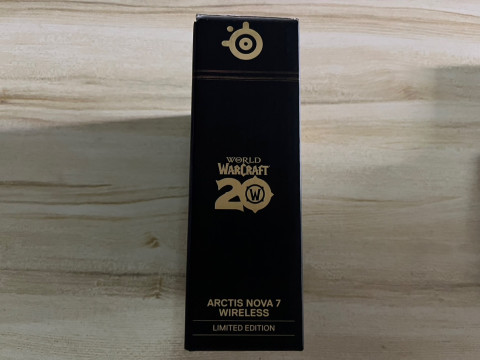 WORLD
WARCRAFT
20
W
ARCTIS NOVA 7
WIRELESS
LIMITED EDITION